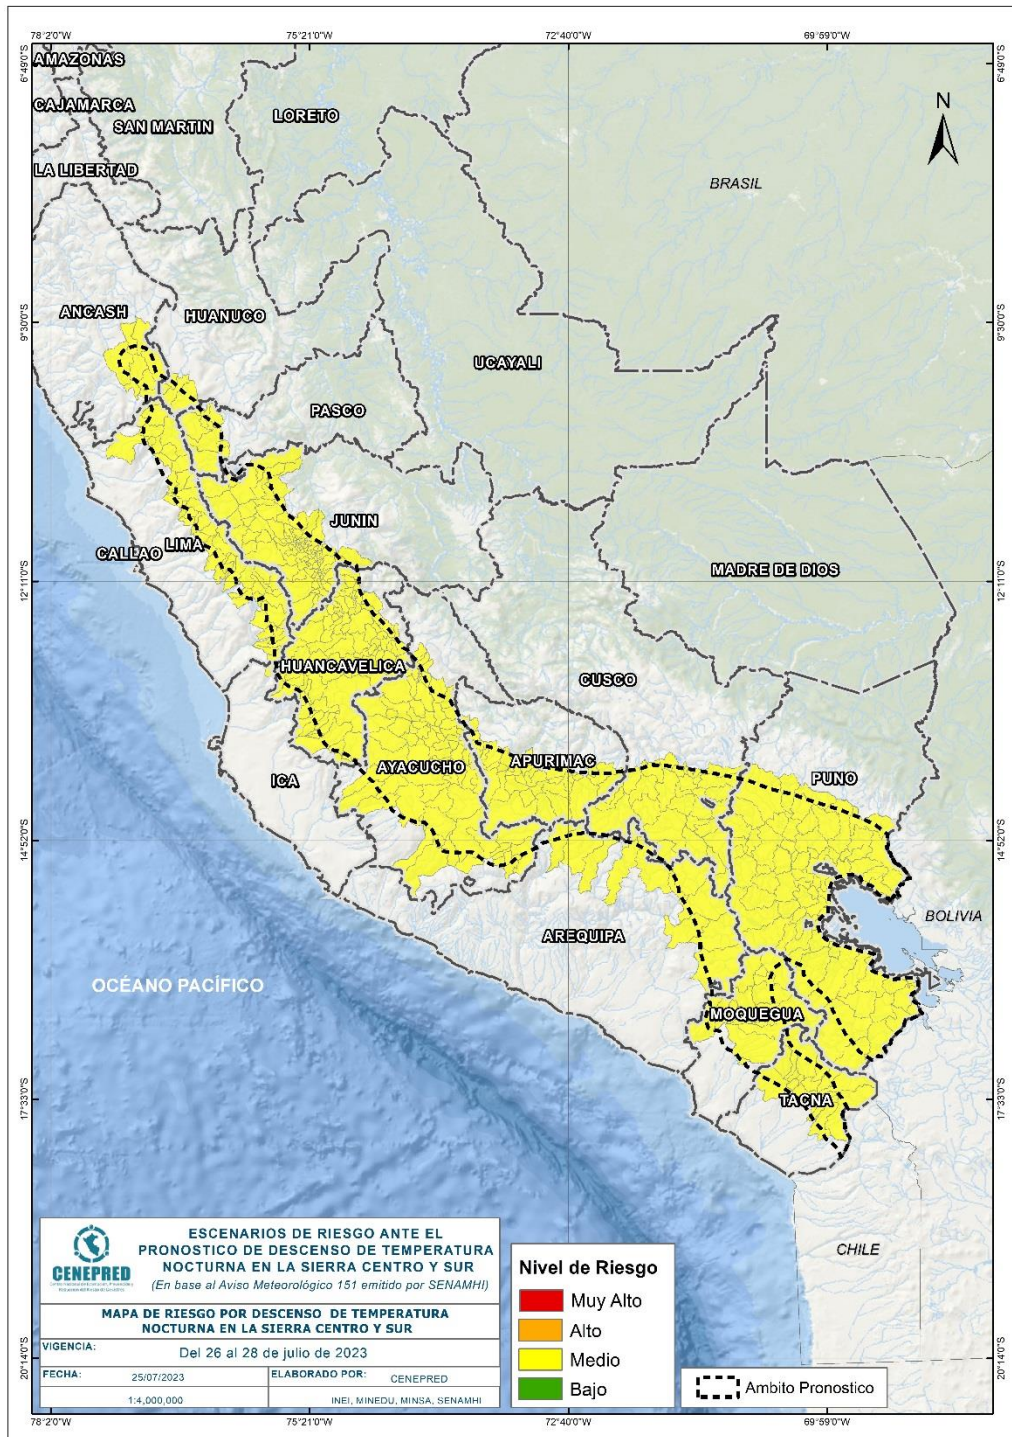 78°2'0"W 75°21'0"W 72°40'0"W 69°59'0"W
6°49'0"S
6°49'0"S
AMAZONAS
CAJAMARCA
LORETO
SAN MARTIN
N
LA LIBERTAD
BRASIL
ANCASH
HUANUCO
9°30'0"S
9°30'0"S
UCAYALI
PASCO
JUNIN
LIMA
CALLAO
MADRE DE DIOS
12°11'0"S
12°11'0"S
HUANCAVELICA
CUSCO
ICA
AYACUCHO
APURIMAC
PUNO
14°52'0"S
14°52'0"S
BOLIVIA
AREQUIPA
OCÉANO PACÍFICO
MOQUEGUA
TACNA
17°33'0"S
17°33'0"S
CHILE
CENEPRED
ESCENARIOS DE RIESGO ANTE EL
PRONOSTICO DE DESCENSO DE TEMPERATURA
NOCTURNA EN LA SIERRA CENTRO Y SUR
(En base al Aviso Meteorológico 151 emitido por SENAMHI)
MAPA DE RIESGO POR DESCENSO DE TEMPERATURA
NOCTURNA EN LA SIERRA CENTRO Y SUR
VIGENCIA: Del 26 al 28 de julio de 2023
FECHA: 25/07/2023 ELABORADO POR: CENEPRED
1:4,000,000 INEI, MINEDU, MINSA, SENAMHI
Nivel de Riesgo
Muy Alto
Alto
Medio
Bajo
Ambito Pronostico
20°14'0"S
20°14'0"S
78°2'0"W 75°21'0"W 72°40'0"W 69°59'0"W